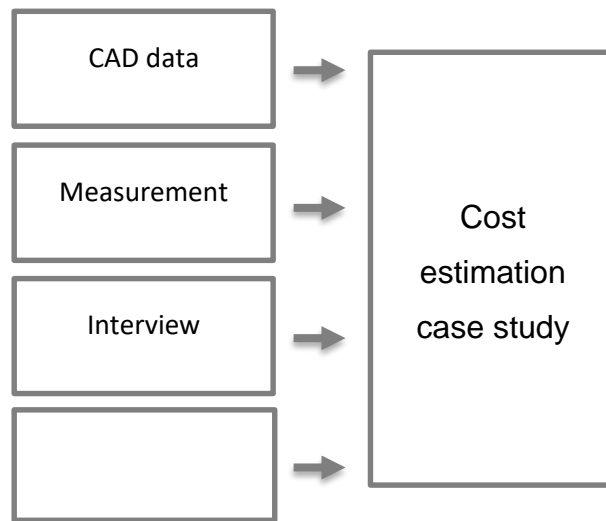 CAD data
Measurement
Interview
Cost
estimation
case study